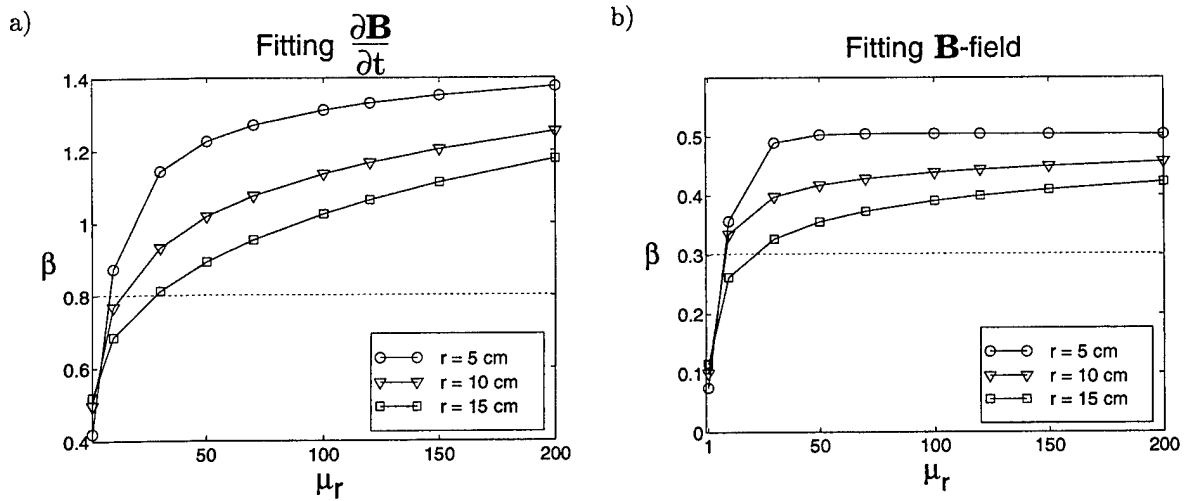 a)
Fitting ∂B/∂t
1.4
1.2
1
β
0.8
0.6
0.4
50
100
150
200
μr
r = 5 cm
r = 10 cm
r = 15 cm
b)
Fitting B-field
0.5
0.4
β
0.3
0.2
0.1
0
1
50
100
150
200
μr
r = 5 cm
r = 10 cm
r = 15 cm